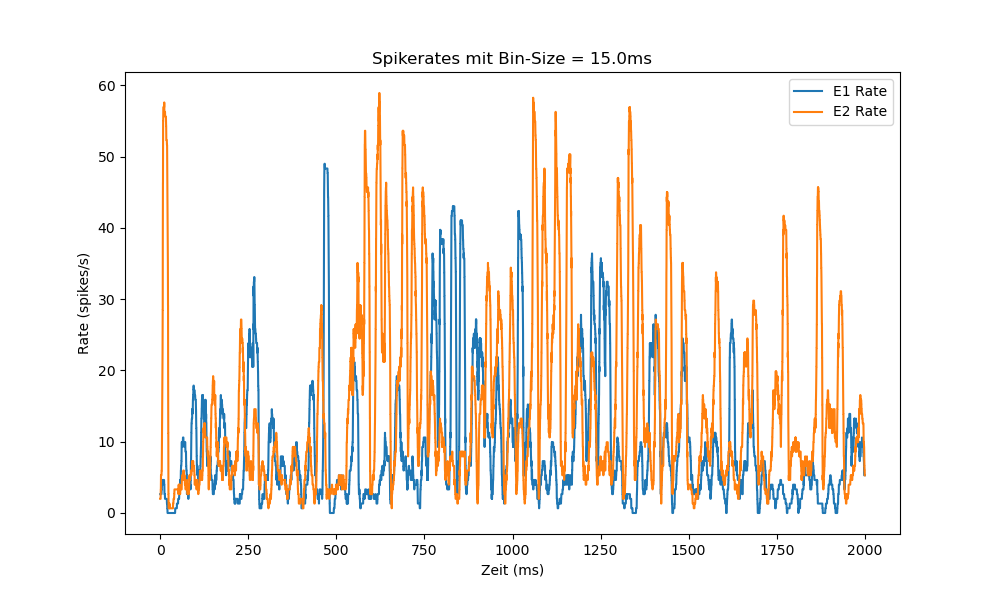 Spikerates mit Bin-Size = 15.0ms
E1 Rate
E2 Rate
60
50
40
30
20
10
0
Rate (spikes/s)
0 250 500 750 1000 1250 1500 1750 2000
Zeit (ms)